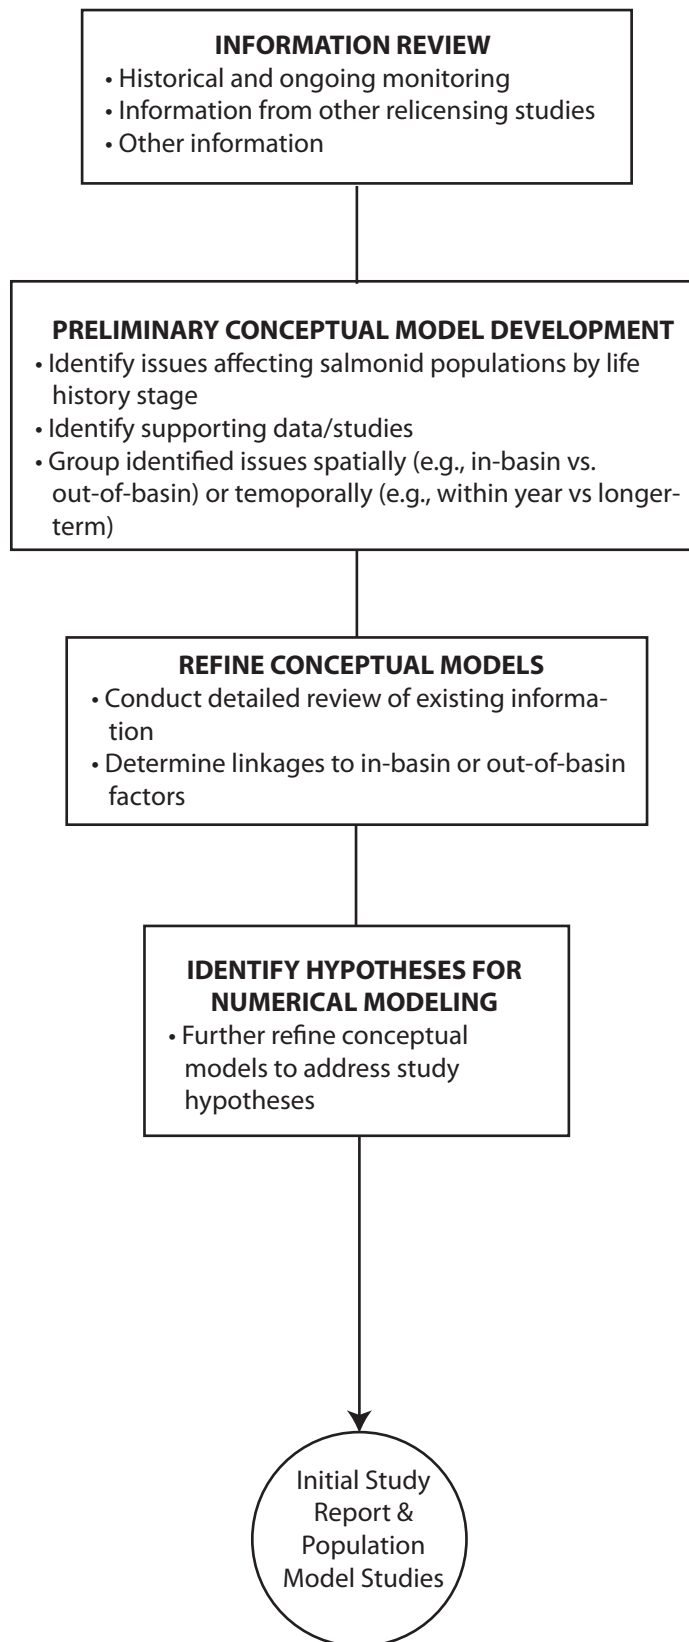 INFORMATION REVIEW
• Historical and ongoing monitoring
• Information from other relicensing studies
• Other information
PRELIMINARY CONCEPTUAL MODEL DEVELOPMENT
• Identify issues affecting salmonid populations by life
history stage
• Identify supporting data/studies
• Group identified issues spatially (e.g., in-basin vs.
out-of-basin) or temoporally (e.g., within year vs longer-
term)
REFINE CONCEPTUAL MODELS
• Conduct detailed review of existing informa-
tion
• Determine linkages to in-basin or out-of-basin
factors
IDENTIFY HYPOTHESES FOR
NUMERICAL MODELING
• Further refine conceptual
models to address study
hypotheses
Initial Study
Report &
Population
Model Studies